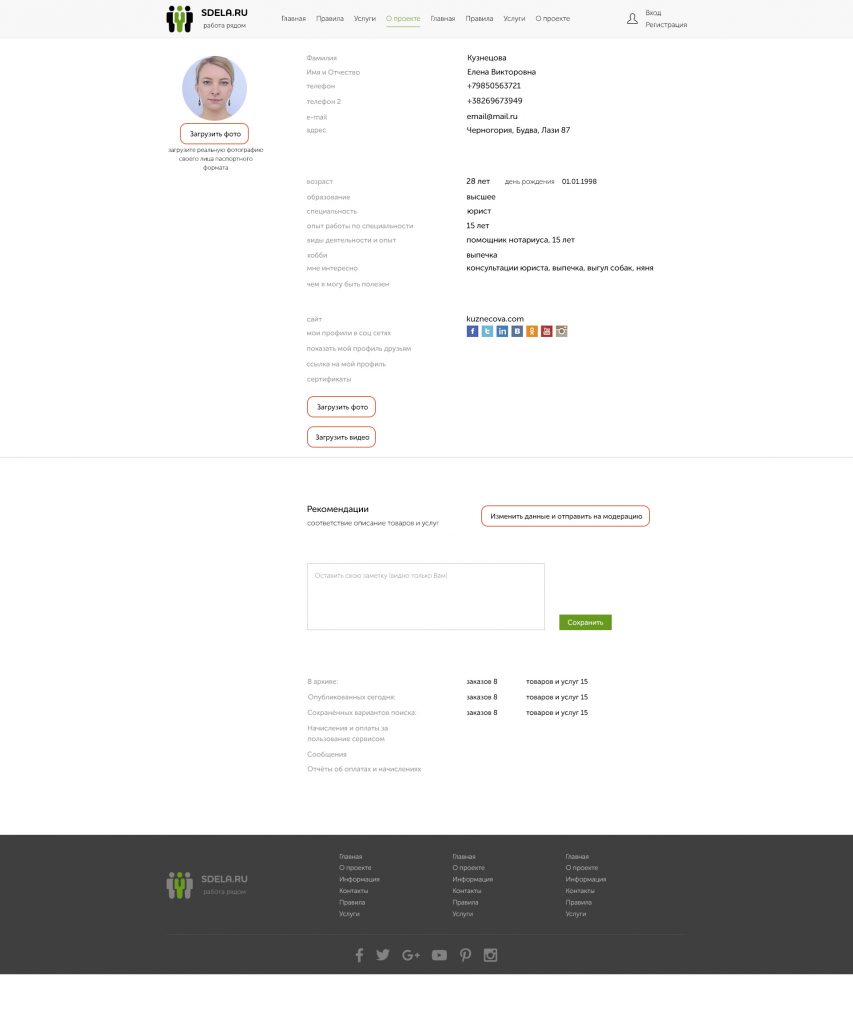 SDELA.RU
работа рядом
Главная Правила Услуги О проекте Главная Правила Услуги О проекте
Вход
Регистрация
Загрузить фото
загрузите реальную фотографию
своего лица паспортного
формата
Фамилия Кузнецова
Имя и Отчество Елена Викторовна
телефон +79850563721
телефон 2 +38269673949
e-mail email@mail.ru
адрес Черногория, Будва, Лази 87
возраст 28 лет день рождения 01.01.1998
образование высшее
специальность юрист
опыт работы по специальности 15 лет
виды деятельности и опыт помощник нотариуса, 15 лет
хобби выпечка
мне интересно консультации юриста, выпечка, выгул собак, няня
чем я могу быть полезен
сайт kuznecova.com
мои профили в соц сетях
показать мой профиль друзьям
ссылка на мой профиль
сертификаты
Загрузить фото
Загрузить видео
Рекомендации
соответствие описание товаров и услуг
Изменить данные и отправить на модерацию
Оставить свою заметку (видно только Вам)
Сохранить
В архиве: заказов 8 товаров и услуг 15
Опубликованных сегодня: заказов 8 товаров и услуг 15
Сохранённых вариантов поиска: заказов 8 товаров и услуг 15
Начисления и оплаты за
пользование сервисом
Сообщения
Отчёты об оплатах и начислениях
SDELA.RU
работа рядом
Главная Главная Главная
О проекте О проекте О проекте
Информация Информация Информация
Контакты Контакты Контакты
Правила Правила Правила
Услуги Услуги Услуги